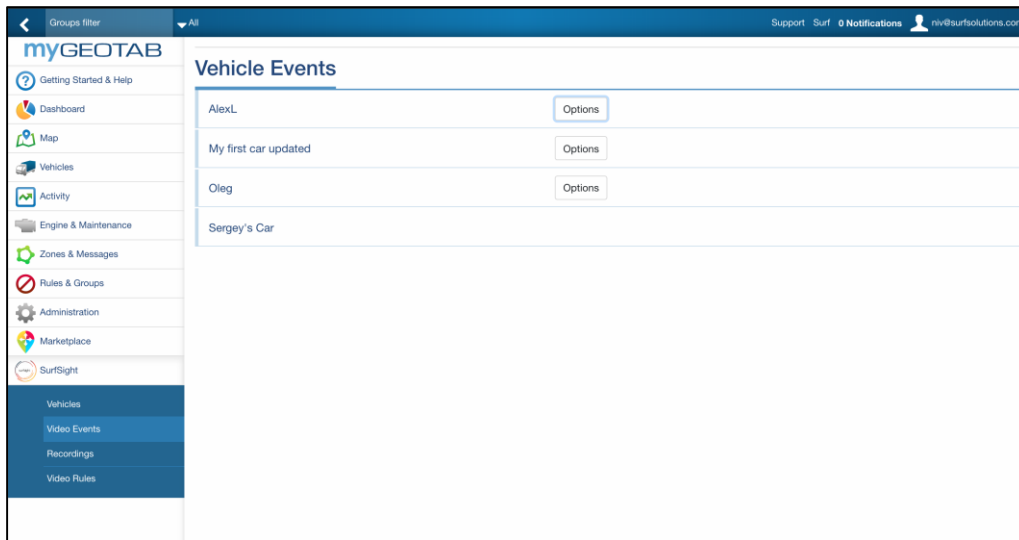 Groups filter All Support Surf 0 Notifications niv@surfsolutions.com
myGEOTAB
Getting Started & Help
Dashboard
Map
Vehicles
Activity
Engine & Maintenance
Zones & Messages
Rules & Groups
Administration
Marketplace
SurfSight
Vehicles
Video Events
Recordings
Video Rules
Vehicle Events
AlexL Options
My first car updated Options
Oleg Options
Sergey's Car